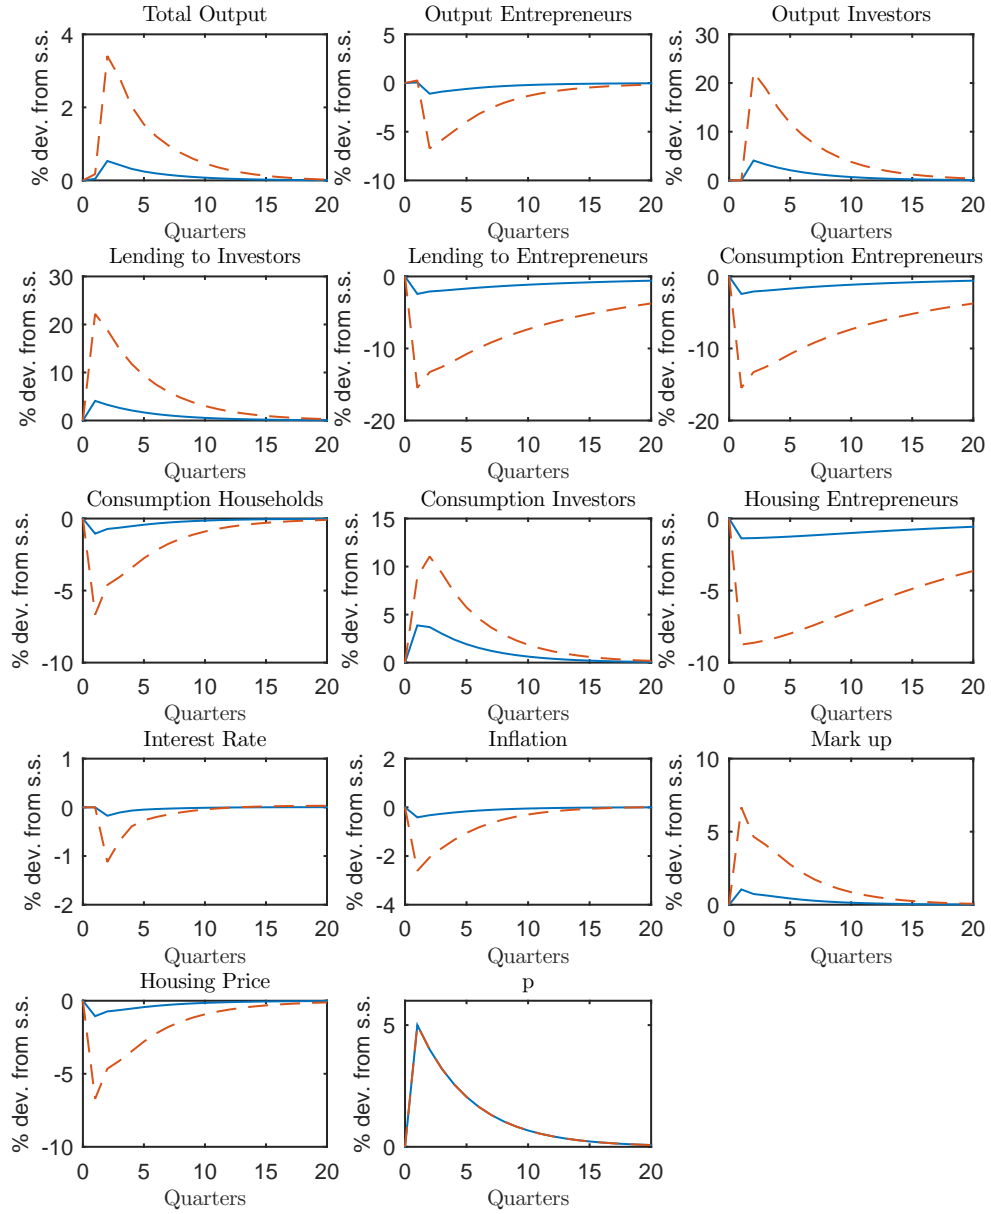 Total Output
% dev. from s.s.
4
2
0
0 5 10 15 20
Quarters
Output Entrepreneurs
% dev. from s.s.
5
0
-5
-10
0 5 10 15 20
Quarters
Output Investors
% dev. from s.s.
30
20
10
0
0 5 10 15 20
Quarters
Lending to Investors
% dev. from s.s.
30
20
10
0
0 5 10 15 20
Quarters
Lending to Entrepreneurs
% dev. from s.s.
0
-10
-20
0 5 10 15 20
Quarters
Consumption Entrepreneurs
% dev. from s.s.
0
-10
-20
0 5 10 15 20
Quarters
Consumption Households
% dev. from s.s.
0
-5
-10
0 5 10 15 20
Quarters
Consumption Investors
% dev. from s.s.
15
10
5
0
0 5 10 15 20
Quarters
Housing Entrepreneurs
% dev. from s.s.
0
-5
-10
0 5 10 15 20
Quarters
Interest Rate
% dev. from s.s.
1
0
-1
-2
0 5 10 15 20
Quarters
Inflation
% dev. from s.s.
2
0
-2
-4
0 5 10 15 20
Quarters
Mark up
% dev. from s.s.
10
5
0
0 5 10 15 20
Quarters
Housing Price
% dev. from s.s.
0
-5
-10
0 5 10 15 20
Quarters
p
% dev. from s.s.
5
0
0 5 10 15 20
Quarters